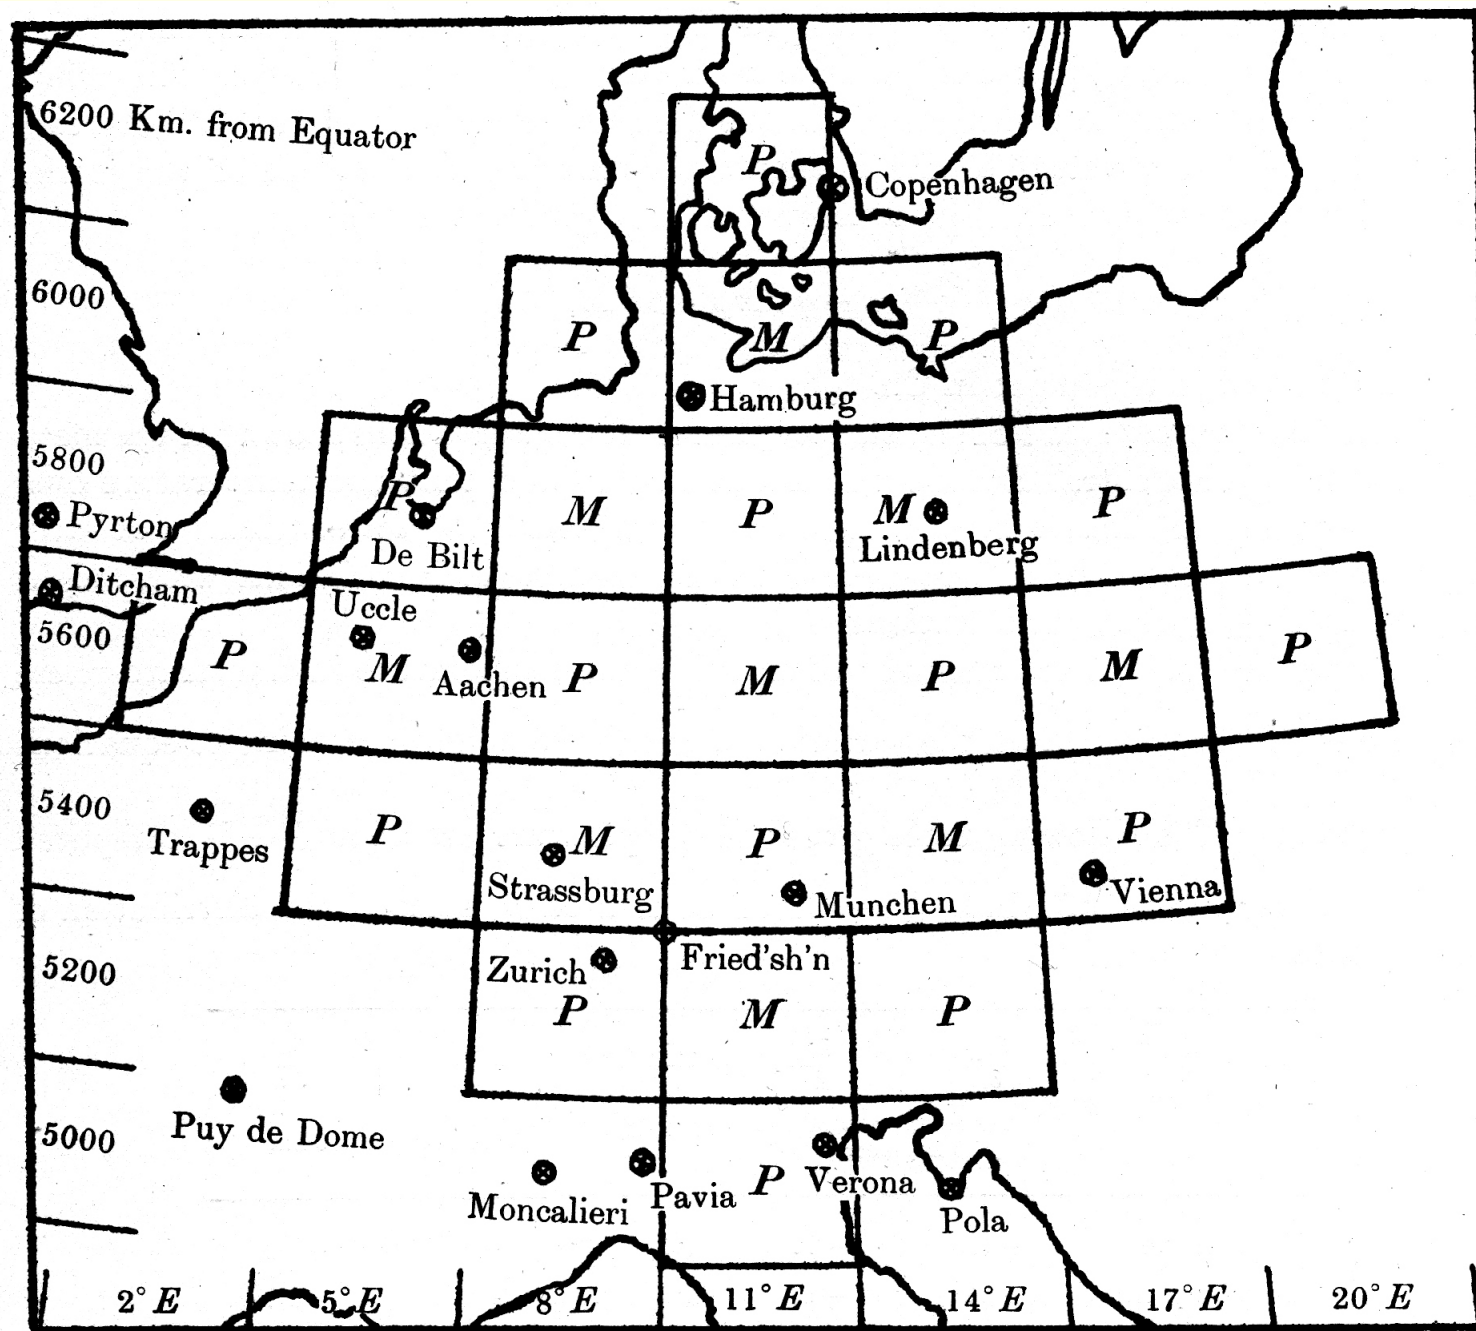 6200 Km. from Equator
P
Copenhagen
6000
P
M
P
Hamburg
5800
Pyrton
P
M
P
M
P
De Bilt
Lindenberg
Ditcham
Uccle
5600
P
M
Aachen
P
M
P
M
P
5400
Trappes
P
M
P
M
P
Strassburg
Munchen
Vienna
5200
Zurich
Fried'sh'n
P
M
P
Puy de Dome
5000
Moncalieri
Pavia
P
Verona
Pola
2° E
5° E
8° E
11° E
14° E
17° E
20° E